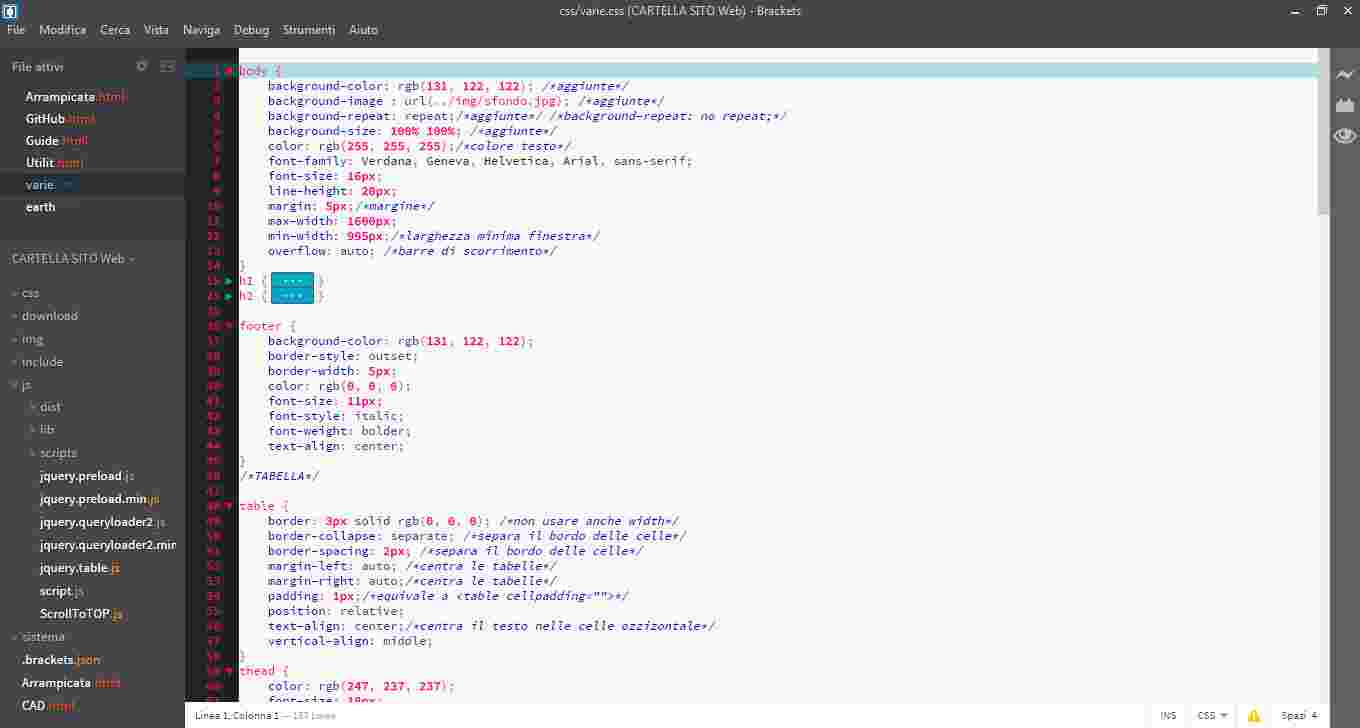 css/varie.css (CARTELLA SITO Web) - Brackets
File Modifica Cerca Vista Naviga Debug Strumenti Aiuto
File attivi
Arrampicata.html
GitHub.html
Guide.html
Utilit.html
varie
earth
CARTELLA SITO Web
css
download
img
include
js
dist
lib
scripts
jquery.preload.js
jquery.preload.min.js
jquery.queryloader2.js
jquery.queryloader2.min
jquery.table.js
script.js
ScrollToTOP.js
sistema
.brackets.json
Arrampicata.html
CAD.html
1 body {
2 background-color: rgb(131, 122, 122); /*aggiunte*/
3 background-image : url(../img/sfondo.jpg); /*aggiunte*/
4 background-repeat: repeat;/*aggiunte*/ /*background-repeat: no repeat;*/
5 background-size: 100% 100%; /*aggiunte*/
6 color: rgb(255, 255, 255);/*colore testo*/
7 font-family: Verdana, Geneva, Helvetica, Arial, sans-serif;
8 font-size: 16px;
9 line-height: 20px;
10 margin: 5px;/*margine*/
11 max-width: 1600px;
12 min-width: 995px;/*larghezza minima finestra*/
13 overflow: auto; /*barre di scorrimento*/
14 }
15 h1 { }
h2 { }
footer {
background-color: rgb(131, 122, 122);
border-style: outset;
border-width: 5px;
color: rgb(0, 0, 0);
41 font-size: 11px;
42 font-style: italic;
43 font-weight: bolder;
44 text-align: center;
45 }
46 /*TABELLA*/
47
48 table {
49 border: 3px solid rgb(0, 0, 0); /*non usare anche width*/
50 border-collapse: separate; /*separa il bordo delle celle*/
51 border-spacing: 2px; /*separa il bordo delle celle*/
52 margin-left: auto; /*centra le tabelle*/
53 margin-right: auto;/*centra le tabelle*/
54 padding: 1px;/*equivale a <table cellpadding="">*/
55 position: relative;
56 text-align: center;/*centra il testo nelle celle ozzizontale*/
57 vertical-align: middle;
58 }
59 thead {
60 color: rgb(247, 237, 237);
font-size: 18px;
Linea 1, Colonna 1 INS CSS Spazi 4